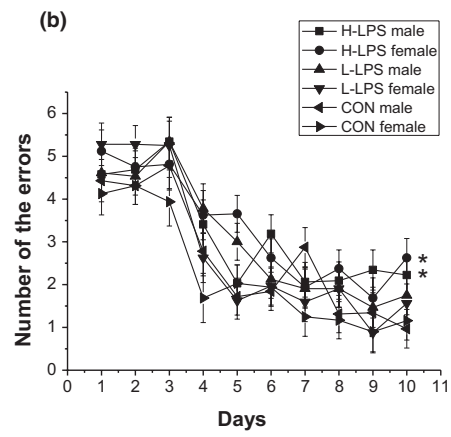 (b)
H-LPS male
H-LPS female
L-LPS male
L-LPS female
CON male
CON female
Number of the errors
6
5
4
3
2
1
0
*
*
0 1 2 3 4 5 6 7 8 9 10 11
Days